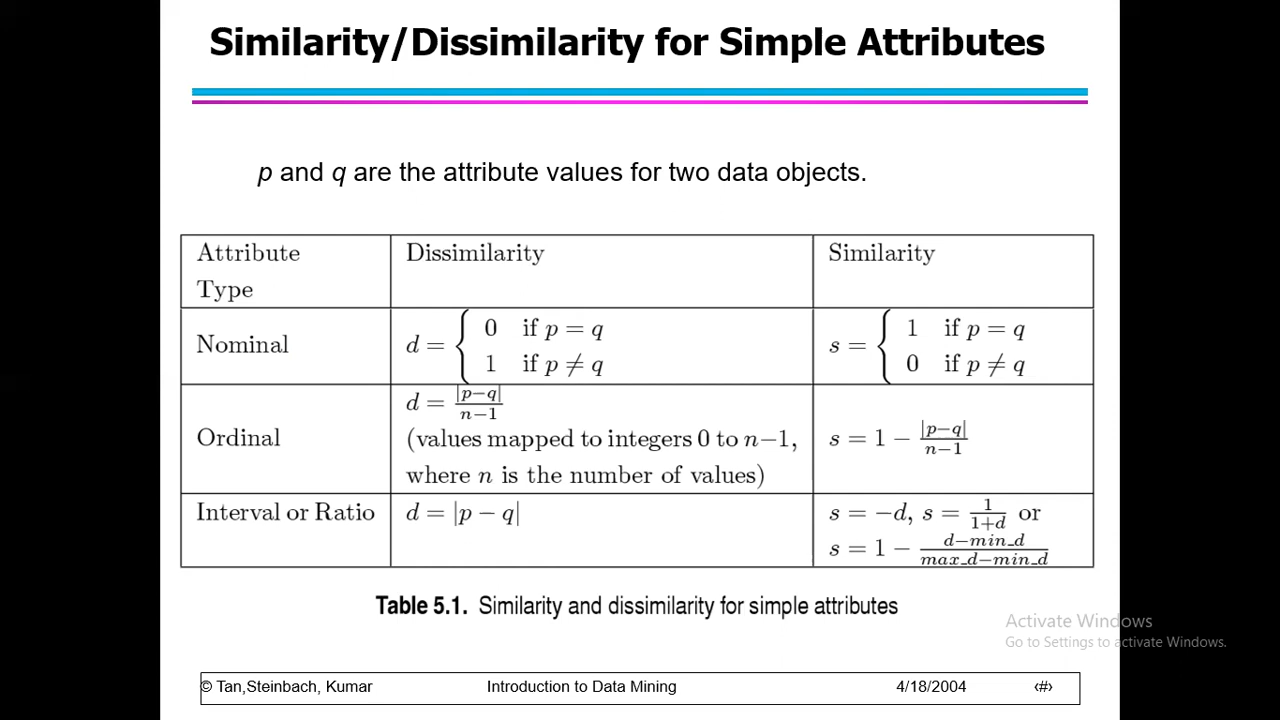 Similarity/Dissimilarity for Simple Attributes
p and q are the attribute values for two data objects.
Attribute Type
Dissimilarity
Similarity
Nominal
d = { 0 if p = q
1 if p ≠ q
s = { 1 if p = q
0 if p ≠ q
Ordinal
d = |p−q| / n−1
(values mapped to integers 0 to n−1,
where n is the number of values)
s = 1 − |p−q| / n−1
Interval or Ratio
d = |p − q|
s = −d, s = 1 / 1+d or
s = 1 − d−min_d / max_d−min_d
Table 5.1. Similarity and dissimilarity for simple attributes
Activate Windows
Go to Settings to activate Windows.
© Tan,Steinbach, Kumar
Introduction to Data Mining
4/18/2004
‹#›